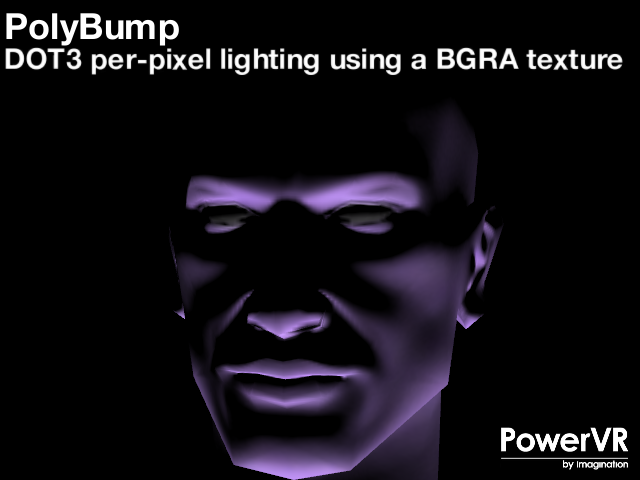 PolyBump
DOT3 per-pixel lighting using a BGRA texture
PowerVR
by Imagination